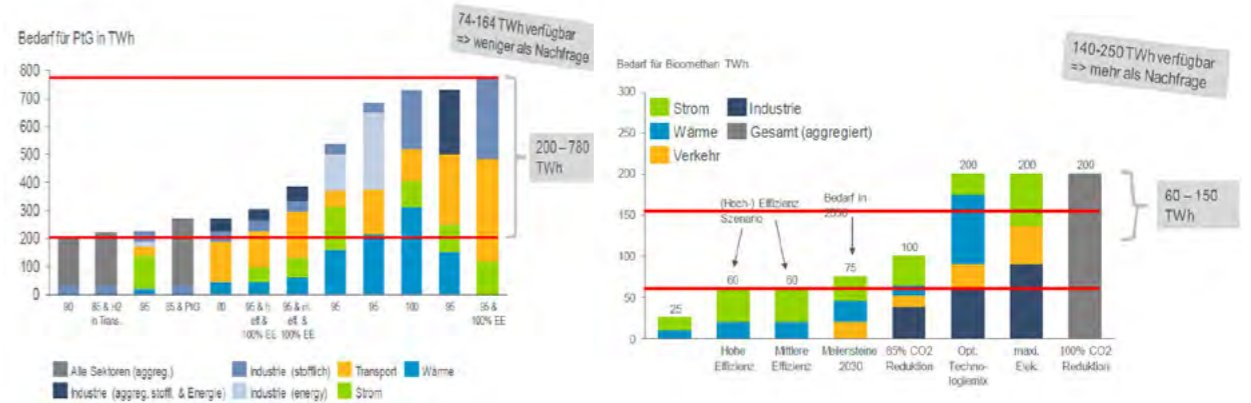 74-164 TWh verfügbar
=> weniger als Nachfrage
Bedarf für PtG in TWh
800
700
600
500
400
300
200
100
0
200 – 780
TWh
80
85 & H2
in Trans.
95
85 & PtG
80
95 & h.
eff &
100% EE
95 & m.
eff. &
100% EE
95
95
100
95
95 &
100% EE
Alle Sektoren (aggreg.)
Industrie (stofflich)
Transport
Wärme
Industrie (aggreg. stoffl. & Energie)
Industrie (energy)
Strom
140-250 TWh verfügbar
=> mehr als Nachfrage
Bedarf für Bioomethan TWh
300
250
200
150
100
50
0
Strom
Industrie
Wärme
Gesamt (aggregiert)
Verkehr
(Hoch-) Effizienz
Szenario
Bedarf in
25
60
60
75
100
200
200
200
60 – 150
TWh
Hohe
Effizienz
Mittlere
Effizienz
Meilensteine
2030
85% CO2
Reduktion
Opt.
Techno-
logiemix
maxi.
Elek.
100% CO2
Reduktion